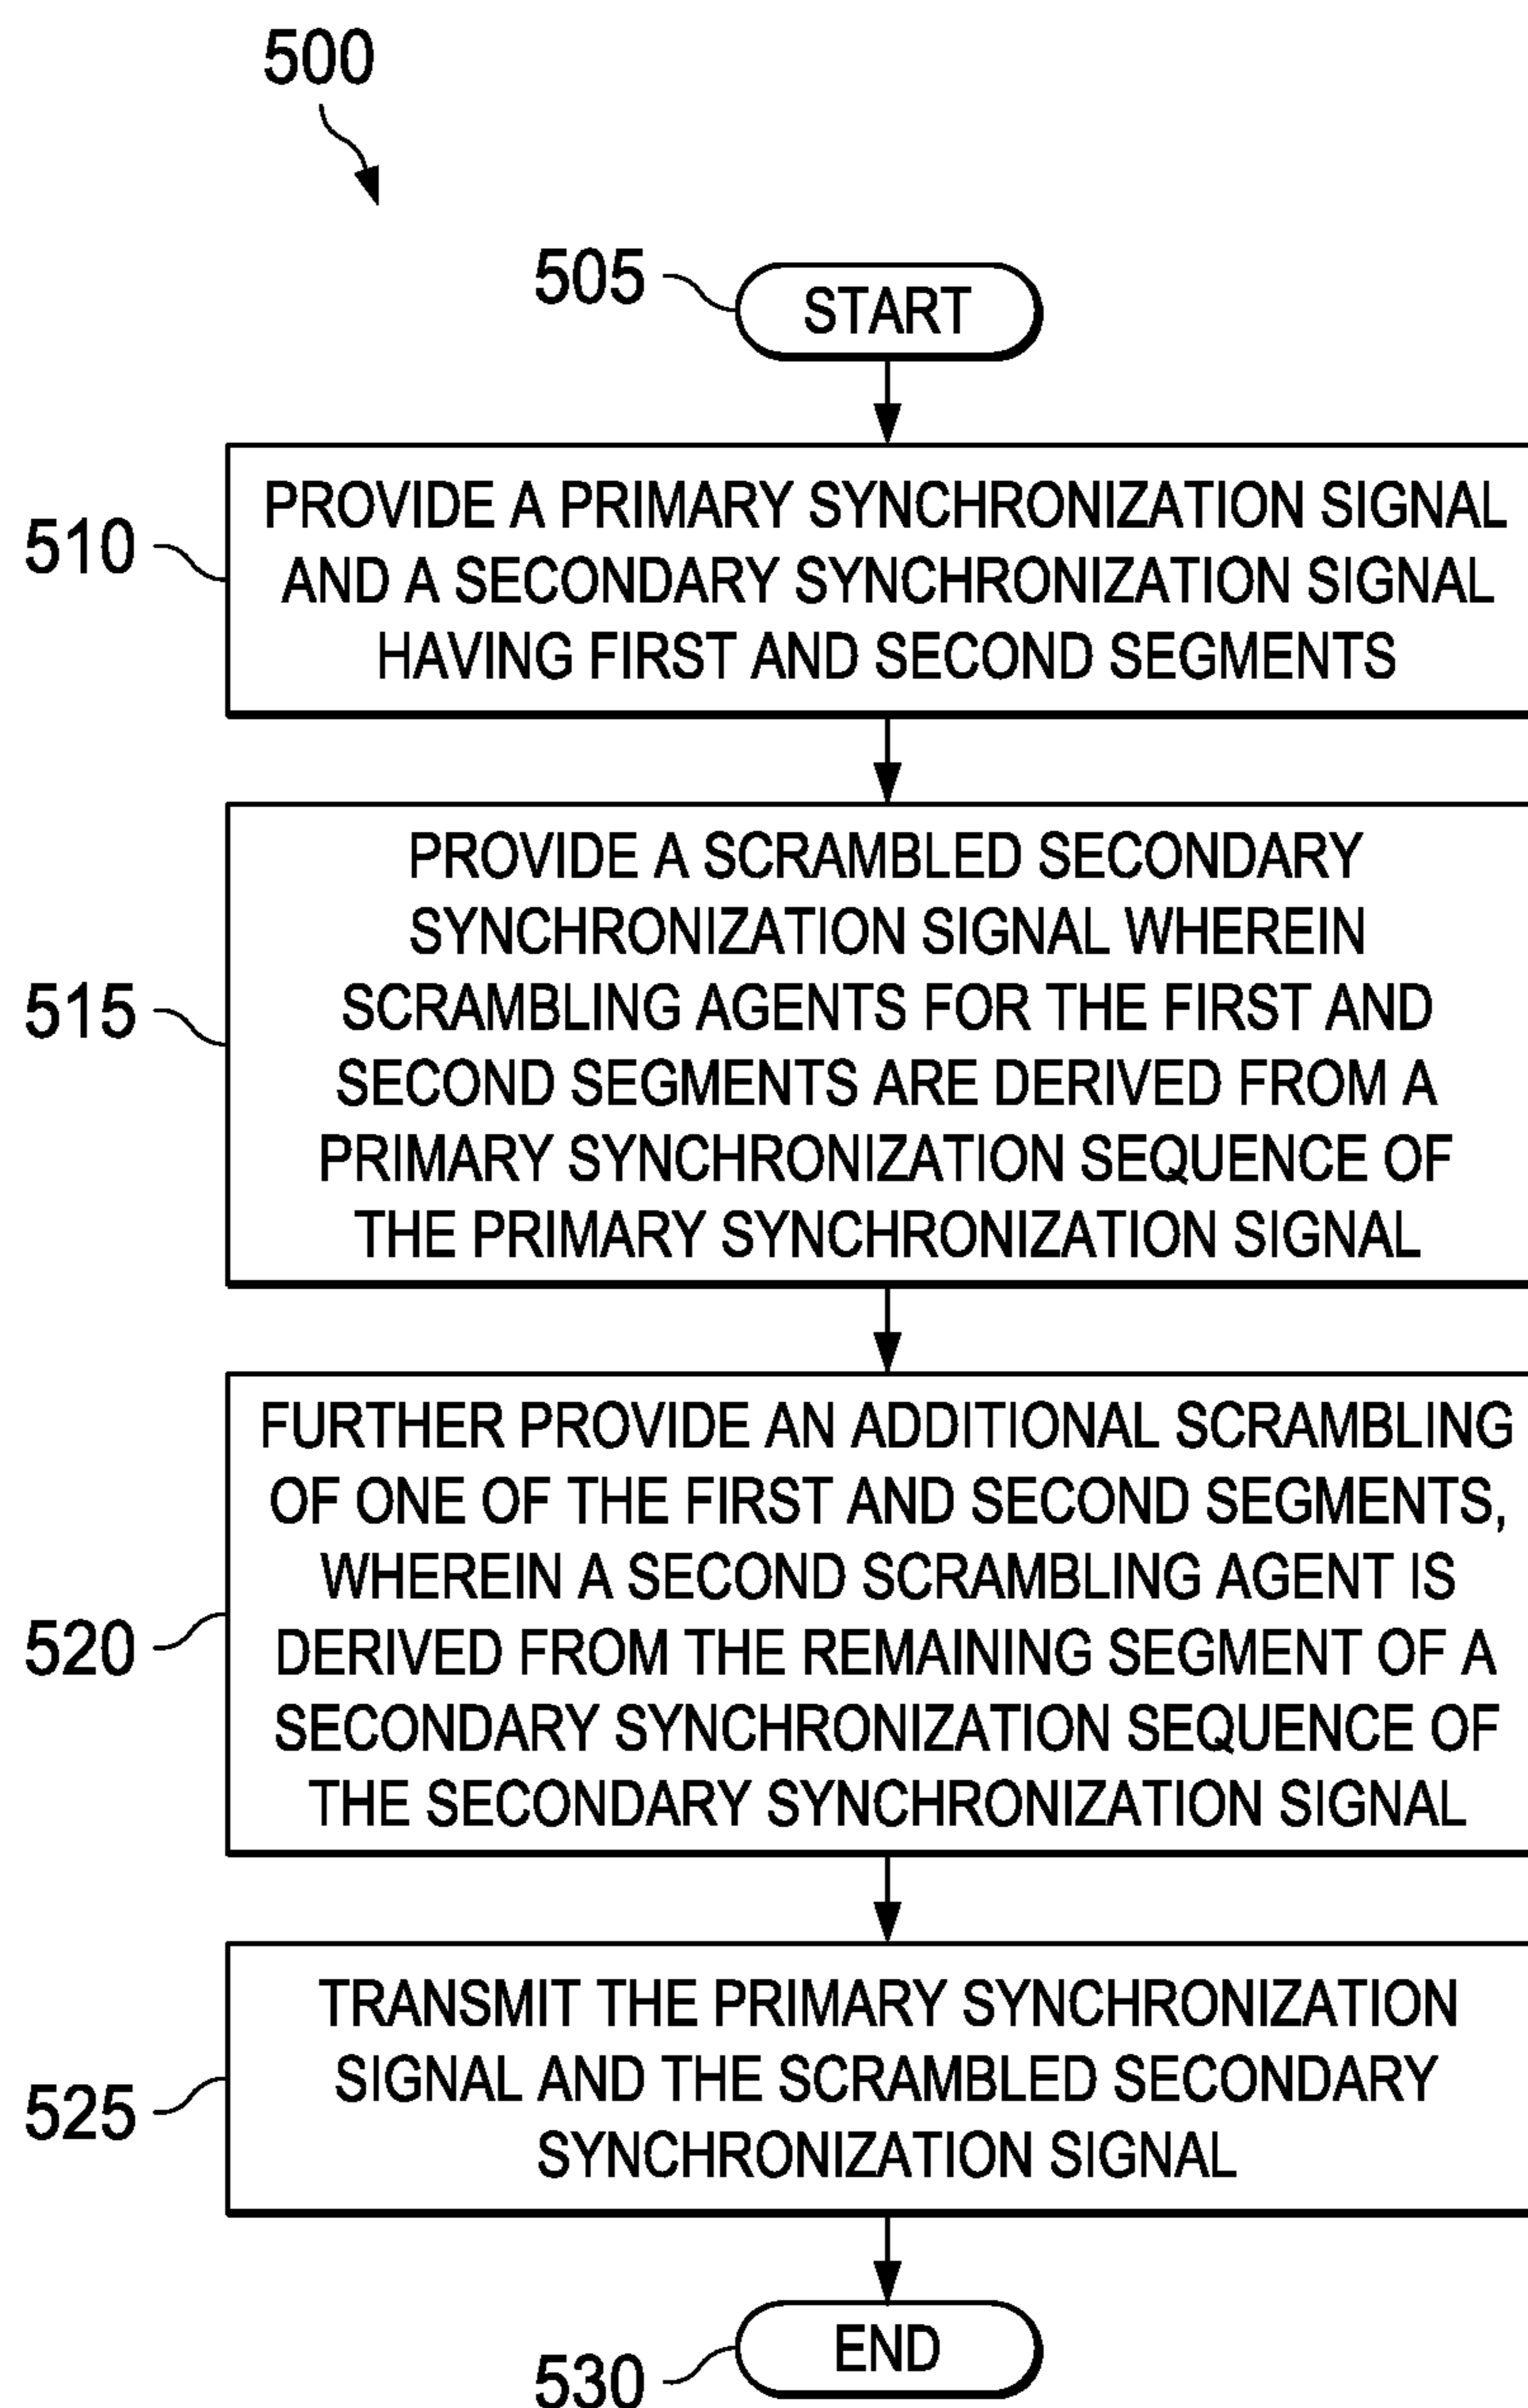 500
505
START
510
PROVIDE A PRIMARY SYNCHRONIZATION SIGNAL
AND A SECONDARY SYNCHRONIZATION SIGNAL
HAVING FIRST AND SECOND SEGMENTS
515
PROVIDE A SCRAMBLED SECONDARY
SYNCHRONIZATION SIGNAL WHEREIN
SCRAMBLING AGENTS FOR THE FIRST AND
SECOND SEGMENTS ARE DERIVED FROM A
PRIMARY SYNCHRONIZATION SEQUENCE OF
THE PRIMARY SYNCHRONIZATION SIGNAL
520
FURTHER PROVIDE AN ADDITIONAL SCRAMBLING
OF ONE OF THE FIRST AND SECOND SEGMENTS,
WHEREIN A SECOND SCRAMBLING AGENT IS
DERIVED FROM THE REMAINING SEGMENT OF A
SECONDARY SYNCHRONIZATION SEQUENCE OF
THE SECONDARY SYNCHRONIZATION SIGNAL
525
TRANSMIT THE PRIMARY SYNCHRONIZATION
SIGNAL AND THE SCRAMBLED SECONDARY
SYNCHRONIZATION SIGNAL
530
END